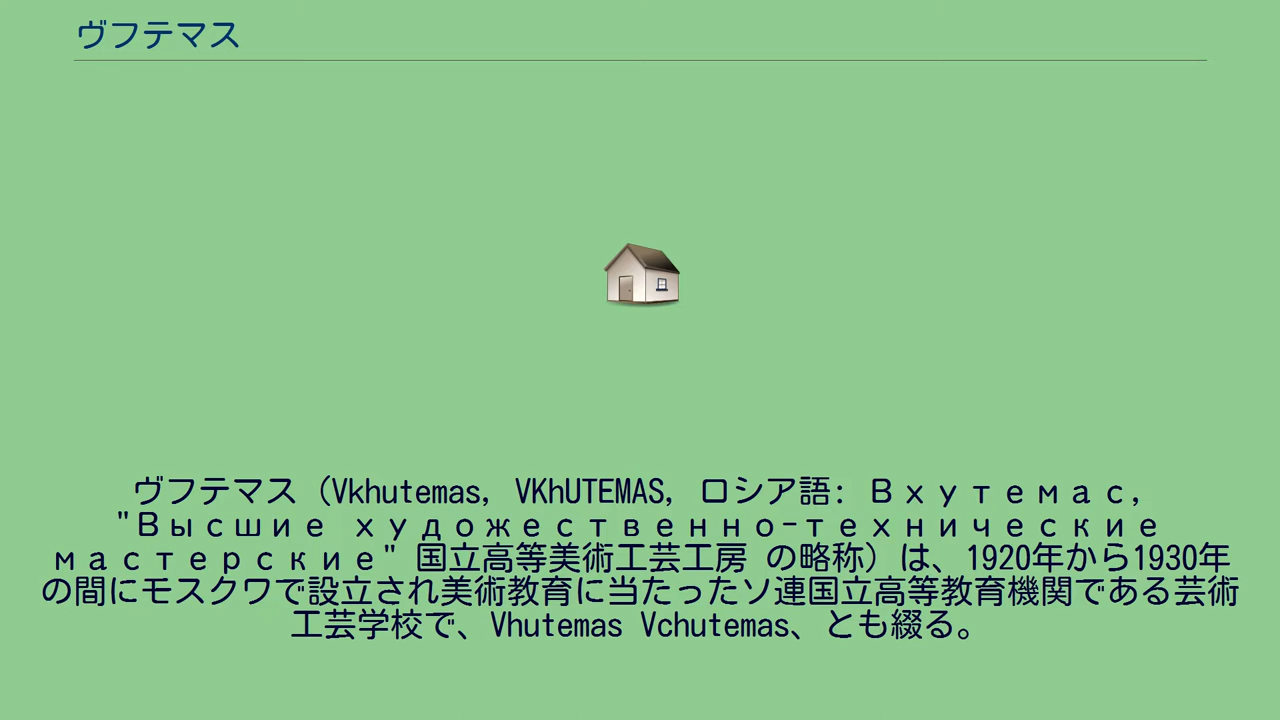 ヴフテマス
ヴフテマス（Vkhutemas, VKhUTEMAS, ロシア語: Вхутемас,
"Высшие художественно-технические
мастерские" 国立高等美術工芸工房 の略称）は、1920年から1930年
の間にモスクワで設立され美術教育に当たったソ連国立高等教育機関である芸術
工芸学校で、Vhutemas Vchutemas、とも綴る。